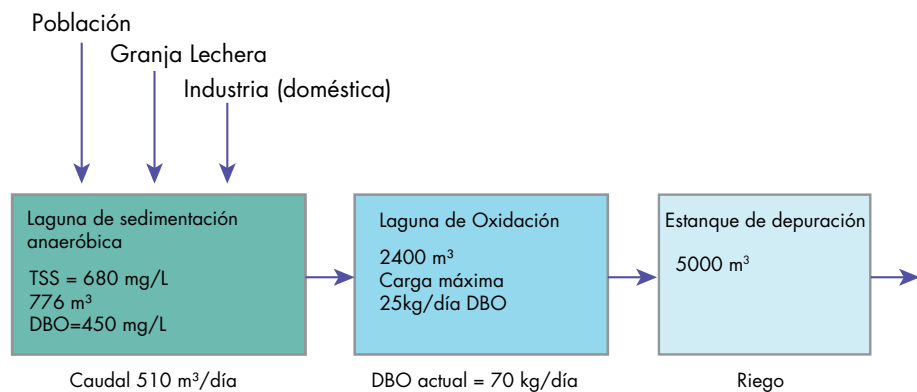 Población
Granja Lechera
Industria (doméstica)
Laguna de sedimentación
anaeróbica
TSS = 680 mg/L
776 m³
DBO=450 mg/L
Laguna de Oxidación
2400 m³
Carga máxima
25kg/día DBO
Estanque de depuración
5000 m³
Caudal 510 m³/día
DBO actual = 70 kg/día
Riego